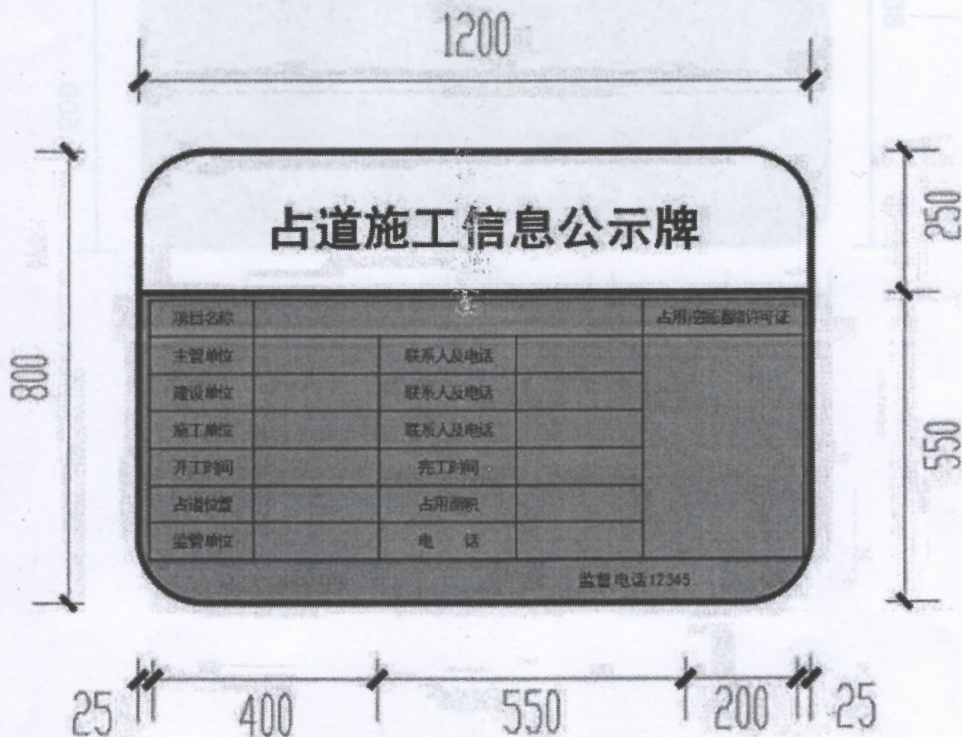 1200
占道施工信息公示牌
250
项目名称 占用挖掘道路许可证
主管单位 联系人及电话
800
建设单位 联系人及电话
施工单位 联系人及电话
550
开工时间 完工时间
占道位置 占用面积
监管单位 电 话
监督电话12345
25 400 550 200 25